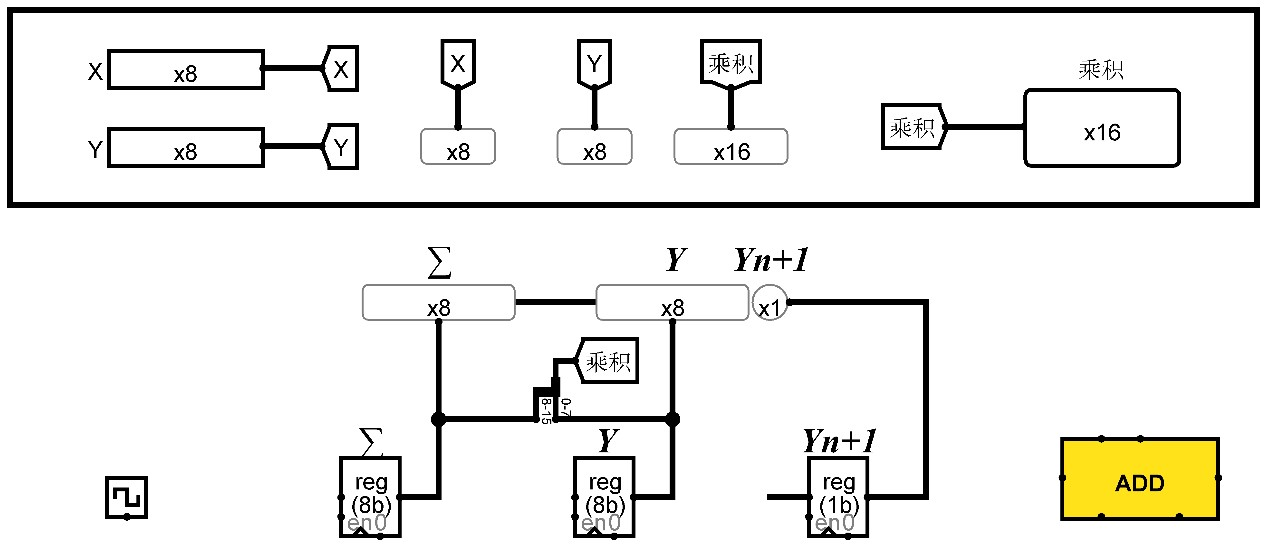 X x8 X
Y x8 Y
X
x8
Y
x8
乘积
x16
乘积
乘积 x16
∑ Y Yn+1
x8 x8 x1
乘积
8-15 0-7
∑ Y Yn+1
reg
(8b)
en0
reg
(8b)
en0
reg
(1b)
en0
ADD